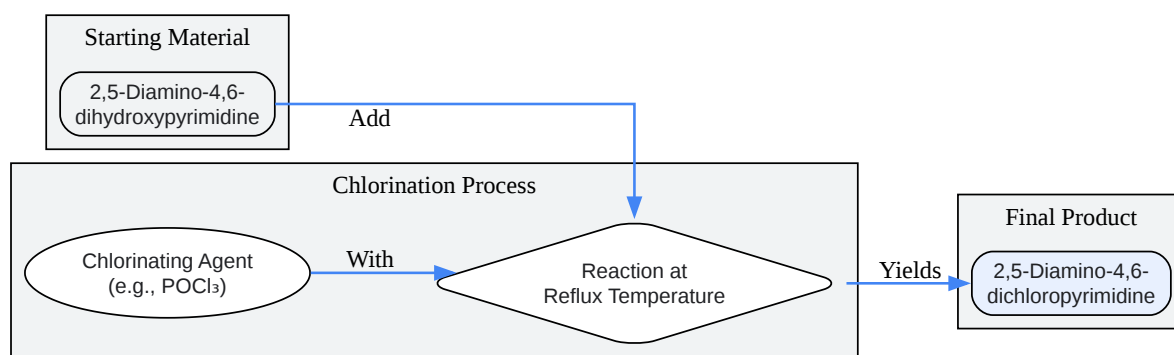 Starting Material
2,5-Diamino-4,6-
dihydroxypyrimidine
Add
Chlorination Process
Chlorinating Agent
(e.g., POCl₃)
With
Reaction at
Reflux Temperature
Yields
Final Product
2,5-Diamino-4,6-
dichloropyrimidine